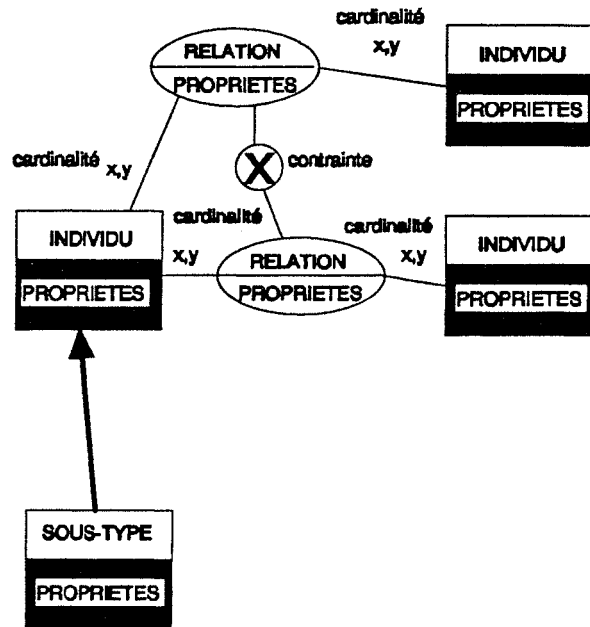 cardinalité
x,y
RELATION
PROPRIETES
INDIVIDU
PROPRIETES
X
contrainte
cardinalité
x,y
cardinalité
x,y
cardinalité
x,y
INDIVIDU
PROPRIETES
RELATION
PROPRIETES
INDIVIDU
PROPRIETES
SOUS-TYPE
PROPRIETES